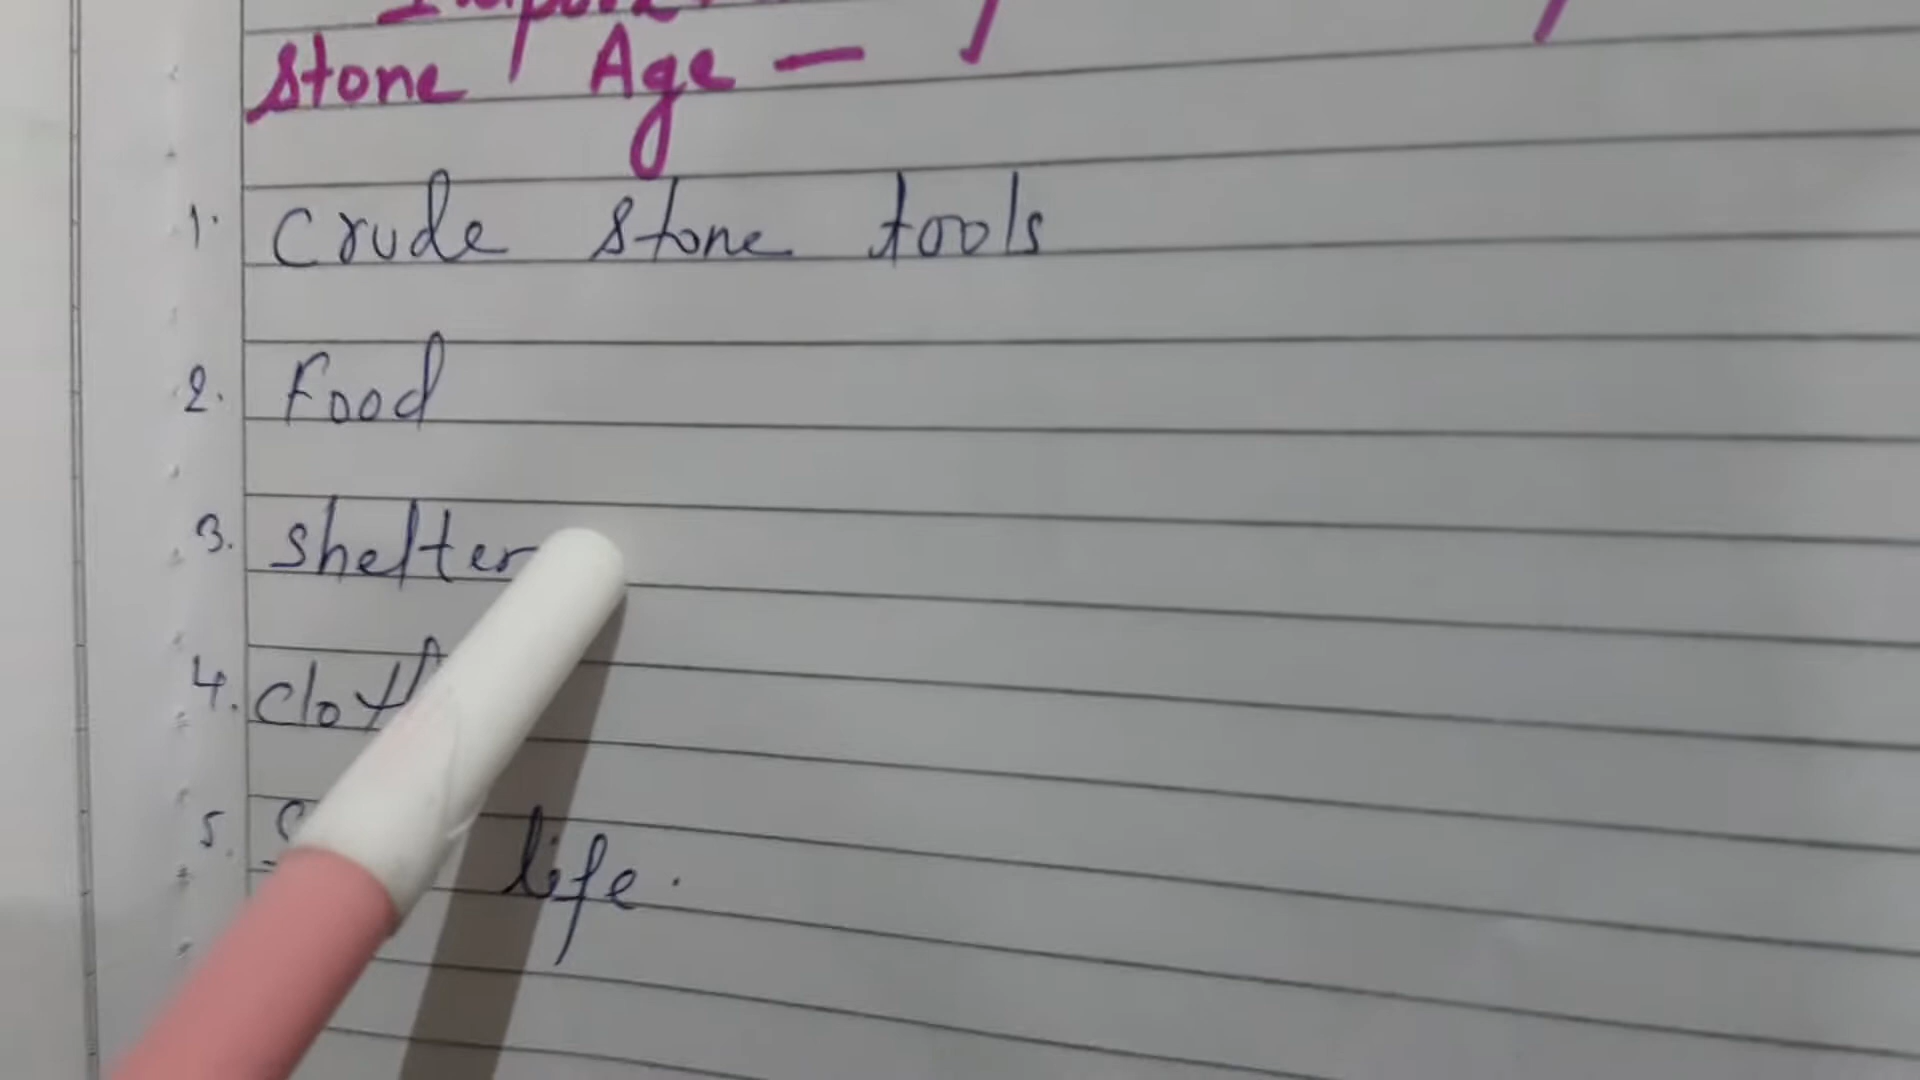 Stone Age —
1. Crude stone tools
2. Food
3. Shelter
4.
5. life.